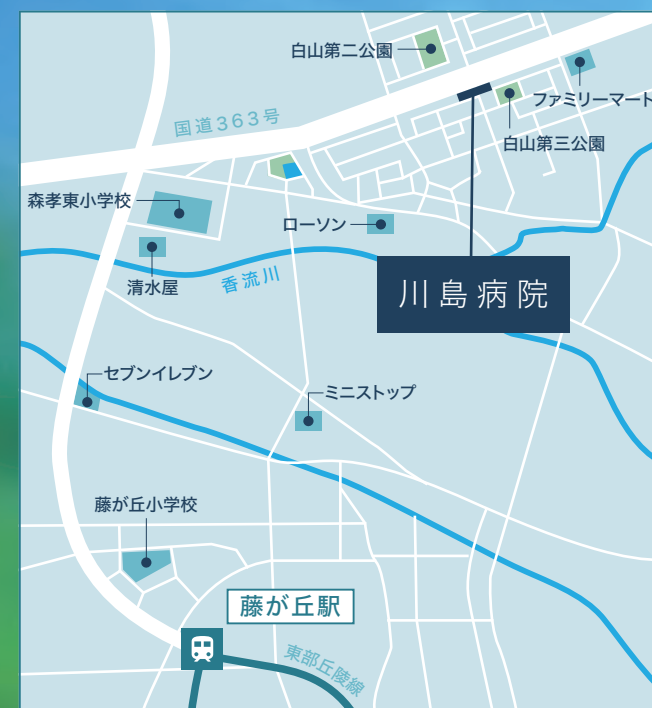 白山第二公園
ファミリーマート
国道363号
白山第三公園
森孝東小学校
ローソン
清水屋
香流川
川島病院
セブンイレブン
ミニストップ
藤が丘小学校
藤が丘駅
東部丘陵線